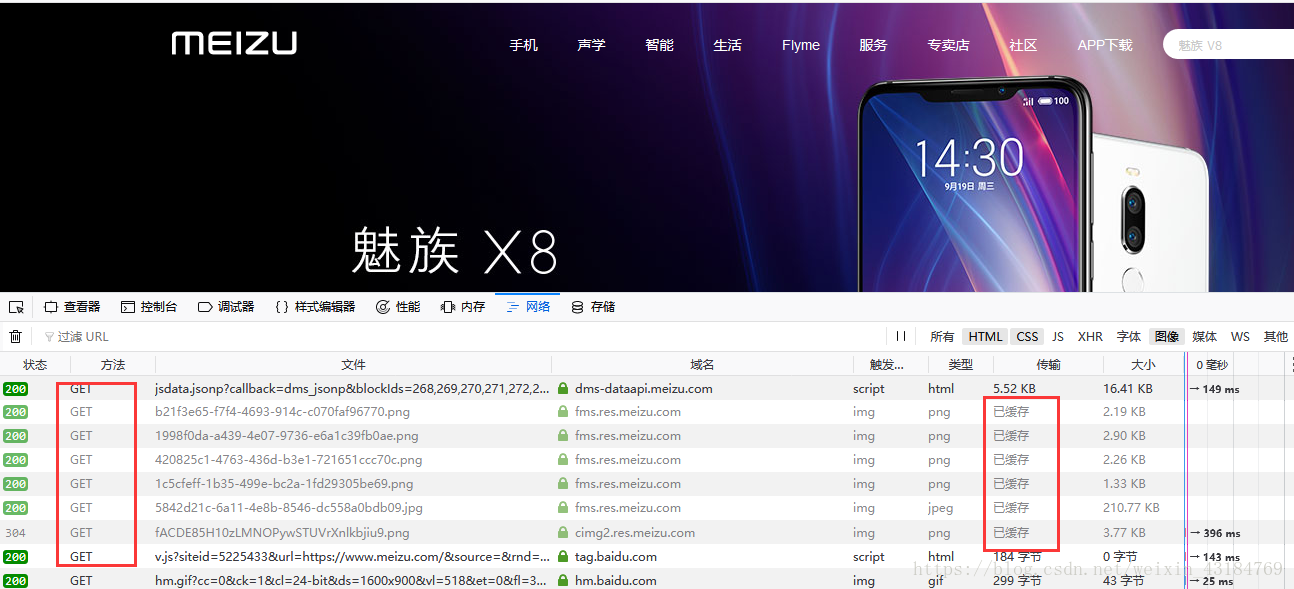 MEIZU 手机 声学 智能 生活 Flyme 服务 专卖店 社区 APP下载 魅族 V8
100
14:30
9月19日 周三
魅族 X8
查看器 控制台 调试器 {} 样式编辑器 性能 内存 网络 存储
过滤 URL 所有 HTML CSS JS XHR 字体 图像 媒体 WS 其他
状态 方法 文件 域名 触发... 类型 传输 大小 0 毫秒
200 GET jsdata.jsonp?callback=dms_jsonp&blockIds=268,269,270,271,272,2... dms-dataapi.meizu.com script html 5.52 KB 16.41 KB → 149 ms
200 GET b21f3e65-f7f4-4693-914c-c070faf96770.png fms.res.meizu.com img png 已缓存 2.19 KB
200 GET 1998f0da-a439-4e07-9736-e6a1c39fb0ae.png fms.res.meizu.com img png 已缓存 2.90 KB
200 GET 420825c1-4763-436d-b3e1-721651ccc70c.png fms.res.meizu.com img png 已缓存 2.26 KB
200 GET 1c5cfeff-1b35-499e-bc2a-1fd29305be69.png fms.res.meizu.com img png 已缓存 1.33 KB
200 GET 5842d21c-6a11-4e8b-8546-dc558a0bdb09.jpg fms.res.meizu.com img jpeg 已缓存 210.77 KB
304 GET fACDE85H10zLMNOPywSTUVrXnlkbjiu9.png cimg2.res.meizu.com img png 已缓存 3.77 KB → 396 ms
200 GET v.js?siteid=5225433&url=https://www.meizu.com/&source=&rnd=... tag.baidu.com script html 184 字节 0 字节 → 143 ms
200 GET hm.gif?cc=0&ck=1&cl=24-bit&ds=1600x900&vl=518&et=0&fl=3... hm.baidu.com img gif 299 字节 43 字节 → 25 ms
https://blog.csdn.net/weixin_43184769